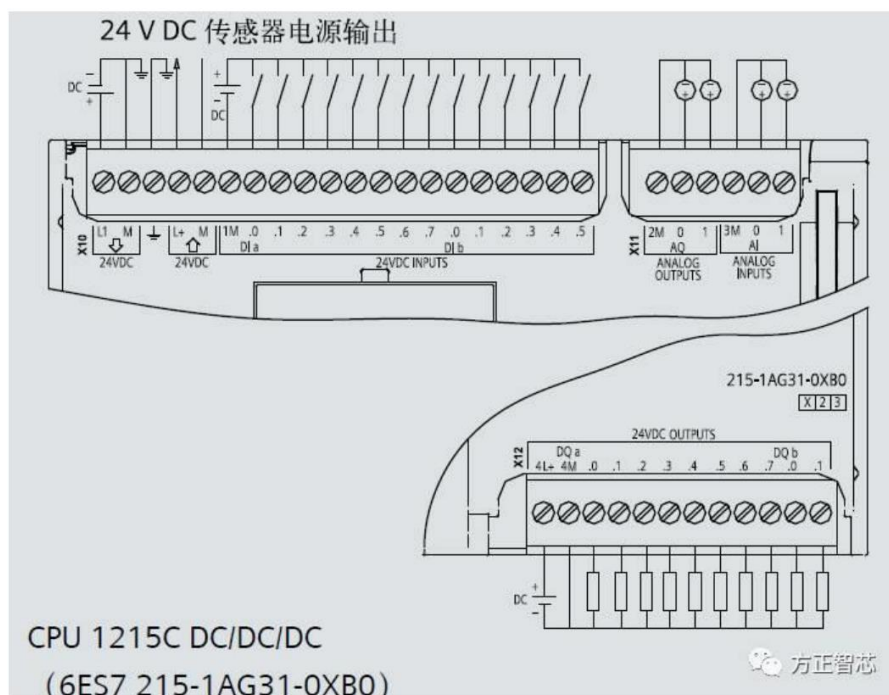 24 V DC 传感器电源输出
DC
DC
X10
L1 M L+ M 1M .0 .1 .2 .3 .4 .5 .6 .7 .0 .1 .2 .3 .4 .5
24VDC 24VDC DI a DI b
24VDC INPUTS
X11
2M 0 1 3M 0 1
AQ AI
ANALOG OUTPUTS ANALOG INPUTS
215-1AG31-0XB0
X 2 3
24VDC OUTPUTS
X12
DQ a DQ b
4L+ 4M .0 .1 .2 .3 .4 .5 .6 .7 .0 .1
DC
CPU 1215C DC/DC/DC
（6ES7 215-1AG31-0XB0）
方正智芯